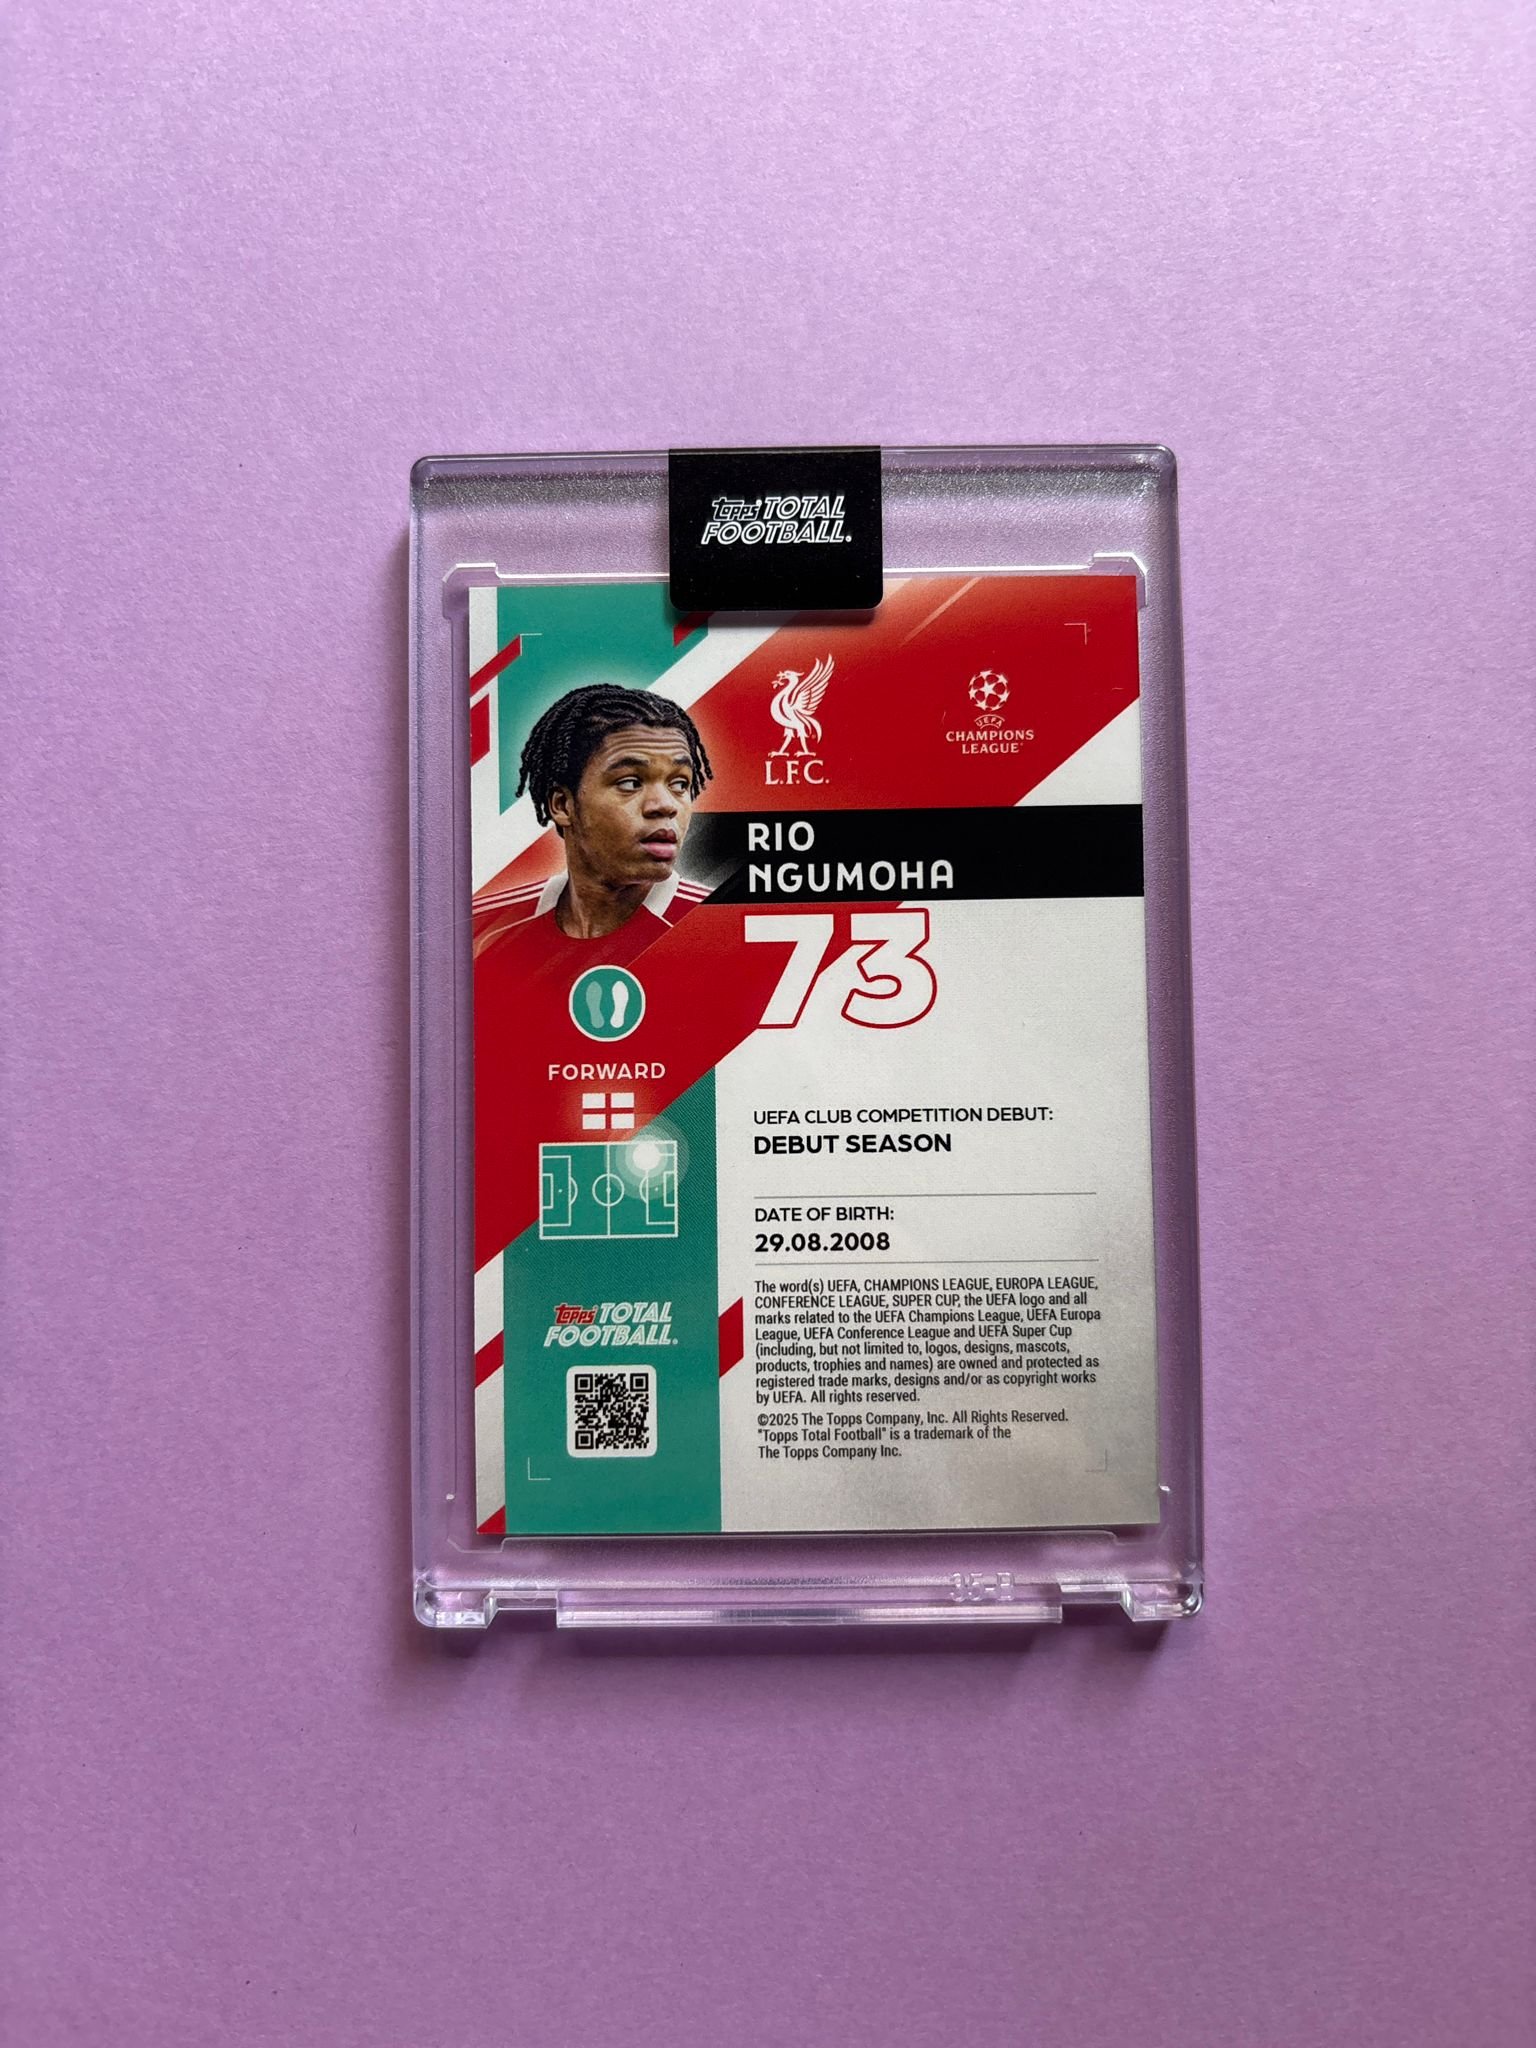 topps TOTAL
FOOTBALL.
L.F.C.
UEFA
CHAMPIONS
LEAGUE
RIO
NGUMOHA
73
FORWARD
UEFA CLUB COMPETITION DEBUT:
DEBUT SEASON
DATE OF BIRTH:
29.08.2008
The word(s) UEFA, CHAMPIONS LEAGUE, EUROPA LEAGUE,
CONFERENCE LEAGUE, SUPER CUP, the UEFA logo and all
marks related to the UEFA Champions League, UEFA Europa
League, UEFA Conference League and UEFA Super Cup
(including, but not limited to, logos, designs, mascots,
products, trophies and names) are owned and protected as
registered trade marks, designs and/or as copyright works
by UEFA. All rights reserved.
©2025 The Topps Company, Inc. All Rights Reserved.
"Topps Total Football" is a trademark of the
The Topps Company Inc.
topps TOTAL
FOOTBALL.
35-B